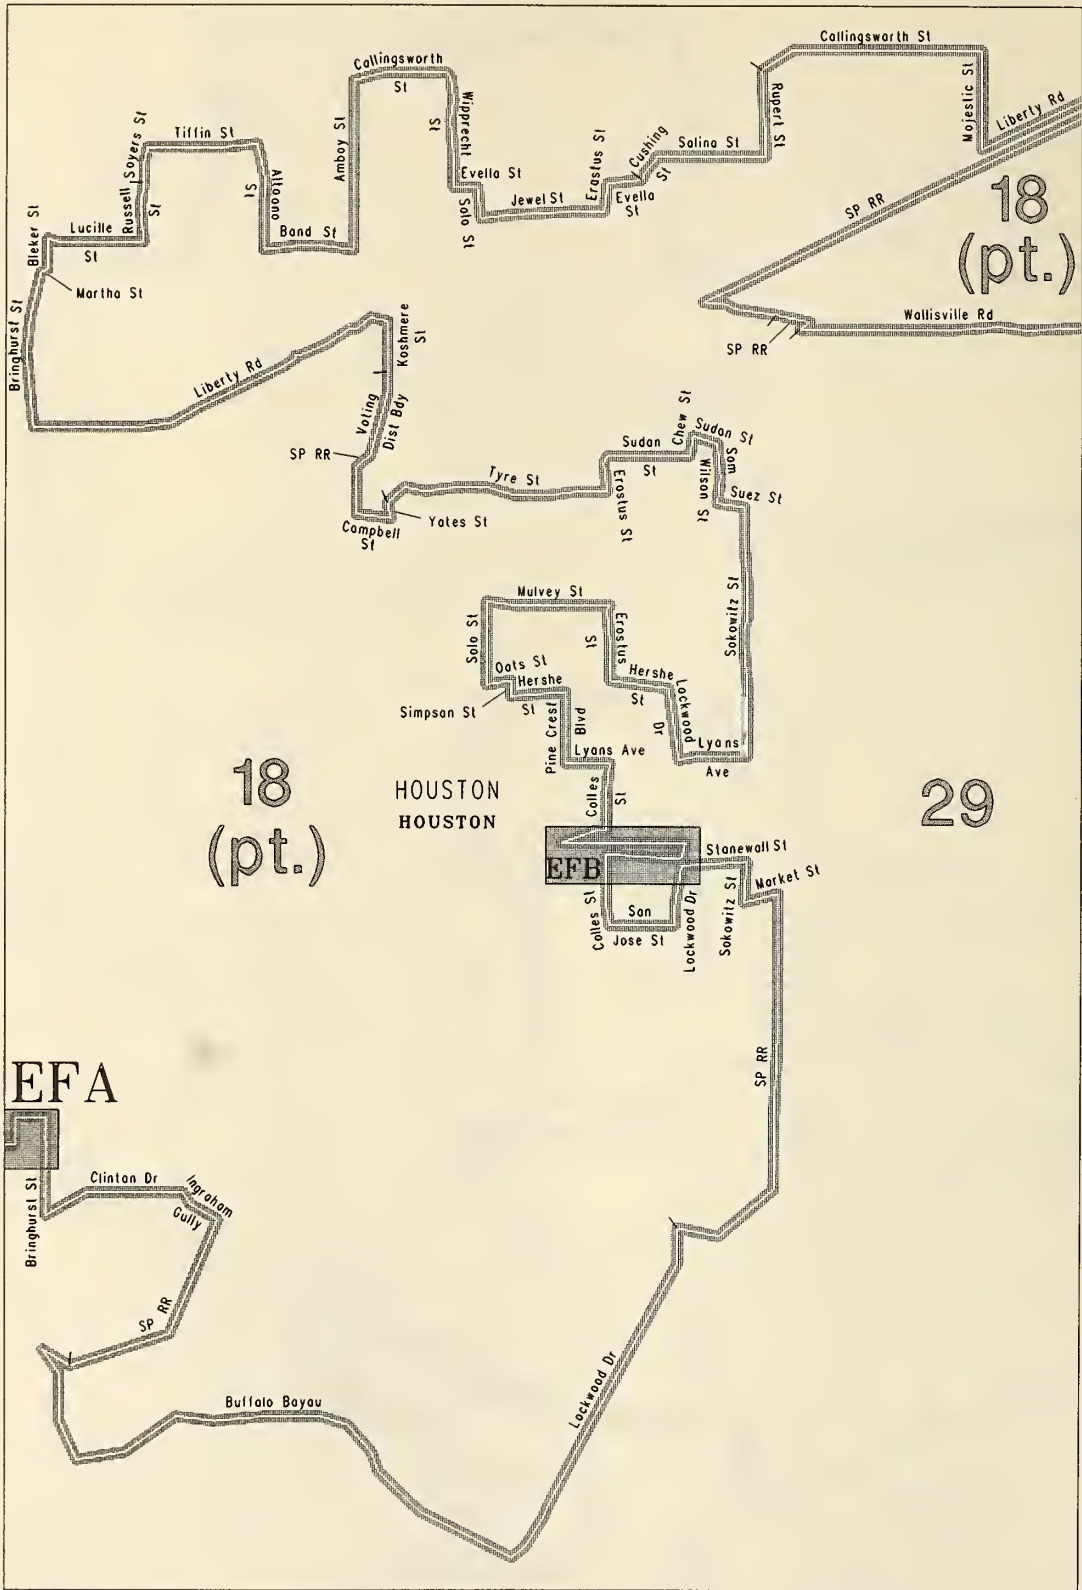 Callingsworth St
Callingsworth
St
Wipprecht
St
Rupert St
Majestic St
Liberty Rd
Tiffin St
Soyers St
Russell
St
Altoona
St
Amboy St
Evella St
Solo St
Jewel St
Erastus St
Cushing
St
Evella
St
Salina St
SP RR
18
(pt.)
Bleker St
Lucille
St
Band St
Martha St
Bringhurst St
Liberty Rd
Koshmere
St
Wallisville Rd
SP RR
Voting
Dist Bdy
SP RR
Campbell
St
Yates St
Tyre St
Sudan
St
Erostus St
Chew St
Sudan St
Som
Wilson
St
Suez St
Sokowitz St
Mulvey St
Solo St
Erostus
St
Oats St
Hershe
St
Simpson St
Hershe
St
Lockwood
Dr
Pine Crest
Blvd
Lyons Ave
Lyons
Ave
Colles
St
18
(pt.)
HOUSTON
HOUSTON
29
EFB
Stanewall St
Market St
Sokowitz St
Colles St
San
Jose St
Lockwood Dr
SP RR
EFA
Bringhurst St
Clinton Dr
Ingroham
Gully
SP RR
Buffalo Bayau
Lockwood Dr